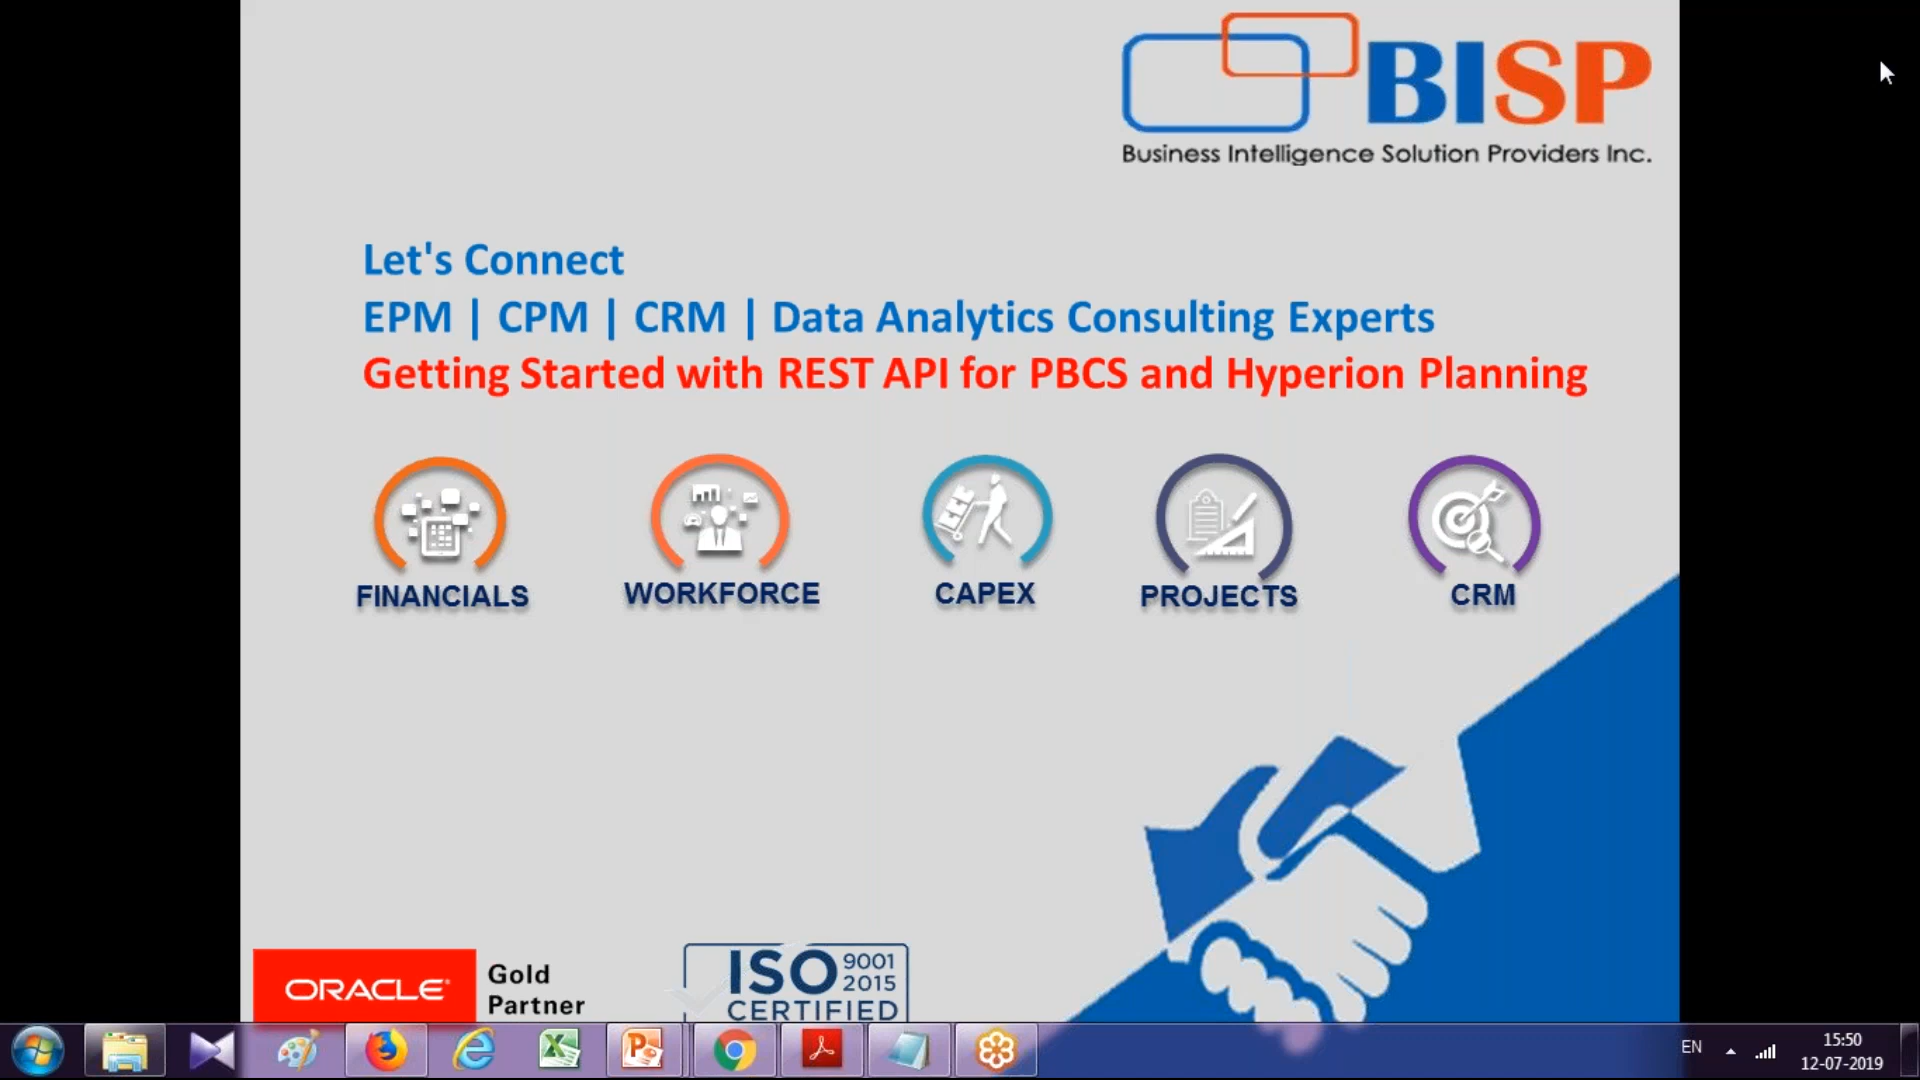 BISP
Business Intelligence Solution Providers Inc.
Let's Connect
EPM | CPM | CRM | Data Analytics Consulting Experts
Getting Started with REST API for PBCS and Hyperion Planning
FINANCIALS
WORKFORCE
CAPEX
PROJECTS
CRM
ORACLE
Gold
Partner
ISO 9001
2015
CERTIFIED
EN
15:50
12-07-2019